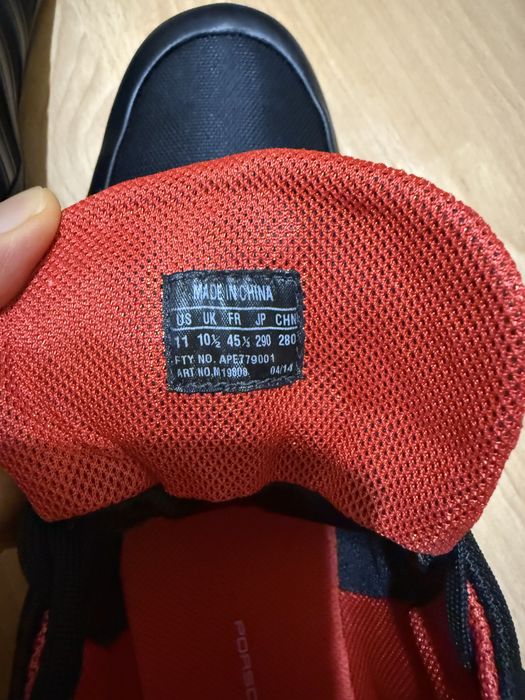 MADE IN CHINA
US UK FR JP CHN
11 10½ 45⅓ 290 280
FTY NO. APE779001
ART NO.M19809 04/14
PORSC